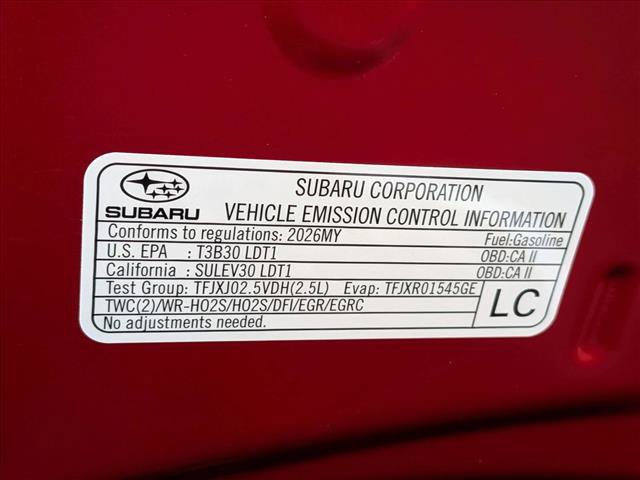 SUBARU
SUBARU CORPORATION
VEHICLE EMISSION CONTROL INFORMATION
Conforms to regulations: 2026MY Fuel:Gasoline
U.S. EPA : T3B30 LDT1 OBD:CA II
California : SULEV30 LDT1 OBD:CA II
Test Group: TFJXJ02.5VDH(2.5L) Evap: TFJXR01545GE
TWC(2)/WR-HO2S/HO2S/DFI/EGR/EGRC
No adjustments needed.
LC